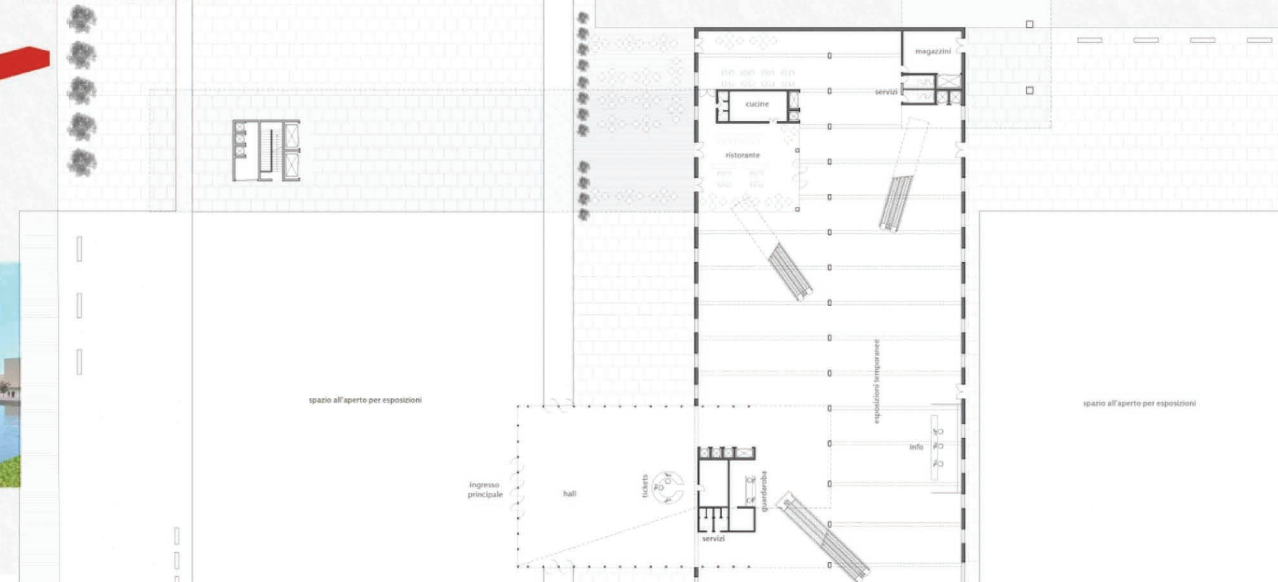 magazzini
servizi
cucine
ristorante
esposizioni temporanee
spazio all'aperto per esposizioni
spazio all'aperto per esposizioni
info
ingresso
principale
hall
tickets
guardaroba
servizi